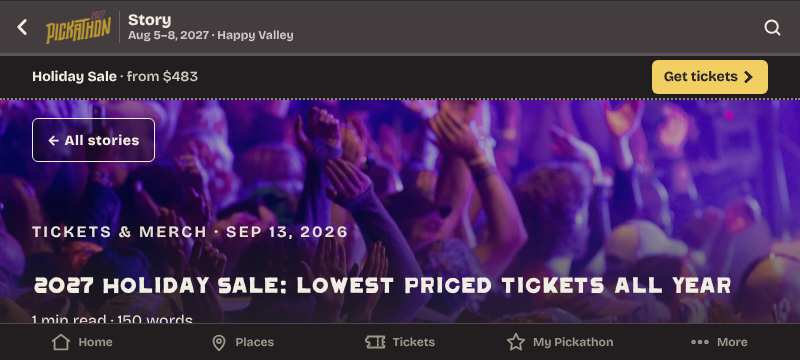 PICKATHON
Story
Aug 5–8, 2027 · Happy Valley
Holiday Sale · from $483
Get tickets
← All stories
TICKETS & MERCH · SEP 13, 2026
2027 HOLIDAY SALE: LOWEST PRICED TICKETS ALL YEAR
1 min read · 150 words
Home
Places
Tickets
My Pickathon
More